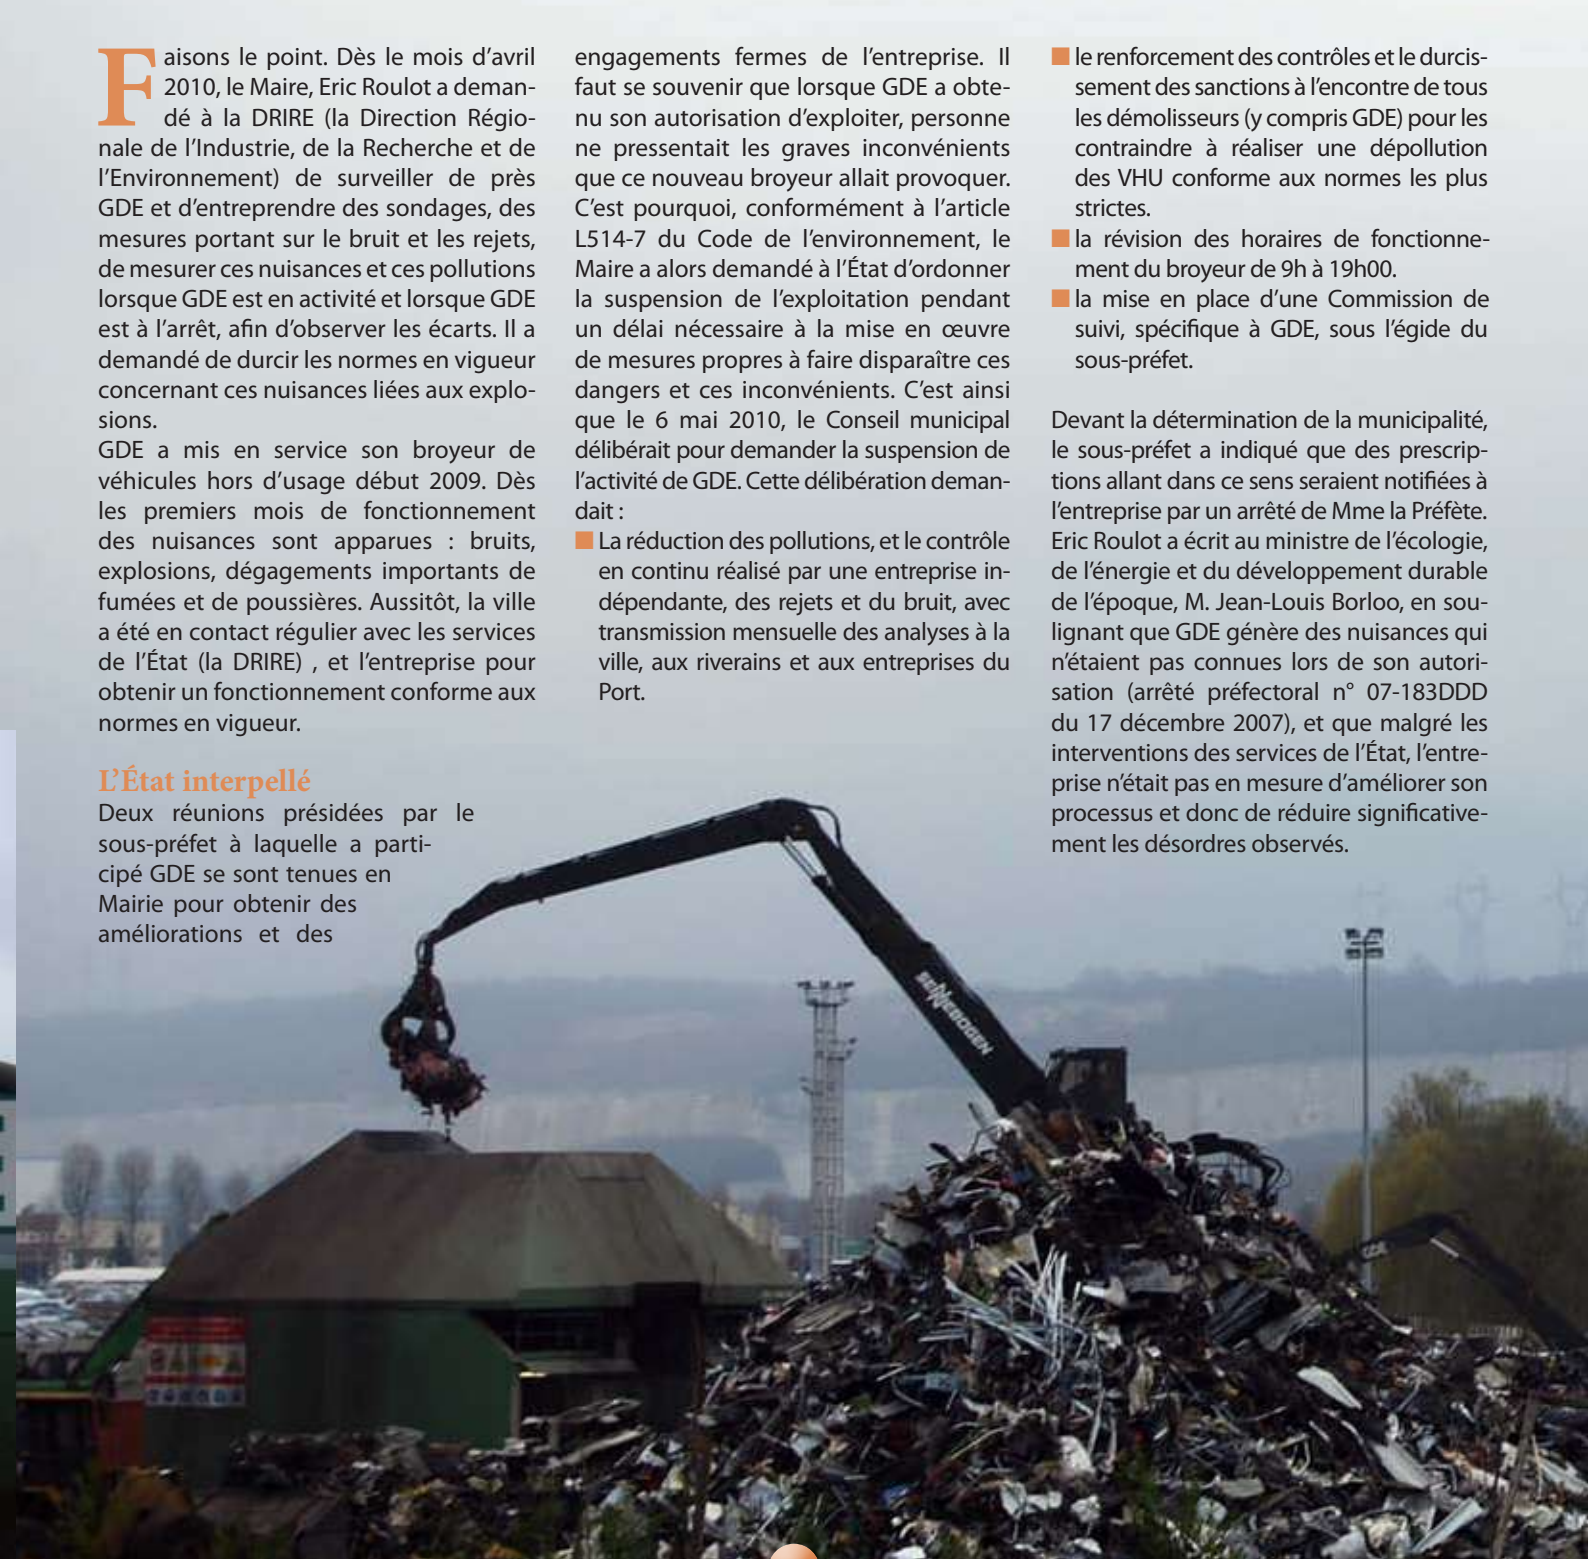 Faisons le point. Dès le mois d’avril
2010, le Maire, Eric Roulot a deman-
dé à la DRIRE (la Direction Régio-
nale de l’Industrie, de la Recherche et de
l’Environnement) de surveiller de près
GDE et d’entreprendre des sondages, des
mesures portant sur le bruit et les rejets,
de mesurer ces nuisances et ces pollutions
lorsque GDE est en activité et lorsque GDE
est à l’arrêt, afin d’observer les écarts. Il a
demandé de durcir les normes en vigueur
concernant ces nuisances liées aux explo-
sions.
GDE a mis en service son broyeur de
véhicules hors d’usage début 2009. Dès
les premiers mois de fonctionnement
des nuisances sont apparues : bruits,
explosions, dégagements importants de
fumées et de poussières. Aussitôt, la ville
a été en contact régulier avec les services
de l’État (la DRIRE) , et l’entreprise pour
obtenir un fonctionnement conforme aux
normes en vigueur.
L’État interpellé
Deux réunions présidées par le
sous-préfet à laquelle a parti-
cipé GDE se sont tenues en
Mairie pour obtenir des
améliorations et des
engagements fermes de l’entreprise. Il
faut se souvenir que lorsque GDE a obte-
nu son autorisation d’exploiter, person
ne pressentait les graves inconvénients
que ce nouveau broyeur allait provoquer.
C’est pourquoi, conformément à l’article
L514-7 du Code de l’environnement, le
Maire a alors demandé à l’État d’ordonner
la suspension de l’exploitation pendant
un délai nécessaire à la mise en œuvre
de mesures propres à faire disparaître ces
dangers et ces inconvénients. C’est ainsi
que le 6 mai 2010, le Conseil municipal
délibérait pour demander la suspension de
l’activité de GDE. Cette délibération deman-
dait :
■ La réduction des pollutions, et le contrôle
en continu réalisé par une entreprise in-
dépendante, des rejets et du bruit, avec
transmission mensuelle des analyses à la
ville, aux riverains et aux entreprises du
Port.
■ le renforcement des contrôles et le durcis-
sement des sanctions à l’encontre de tous
les démolisseurs (y compris GDE) pour les
contraindre à réaliser une dépollution
des VHU conforme aux normes les plus
strictes.
■ la révision des horaires de fonctionne-
ment du broyeur de 9h à 19h00.
■ la mise en place d’une Commission de
suivi, spécifique à GDE, sous l’égide du
sous-préfet.
Devant la détermination de la municipalité,
le sous-préfet a indiqué que des prescrip-
tions allant dans ce sens seraient notifiées à
l’entreprise par un arrêté de Mme la Préfète.
Eric Roulot a écrit au ministre de l’écologie,
de l’énergie et du développement durable
de l’époque, M. Jean-Louis Borloo, en sou-
lignant que GDE génère des nuisances qui
n’étaient pas connues lors de son autori-
sation (arrêté préfectoral n° 07-183DDD
du 17 décembre 2007), et que malgré les
interventions des services de l’État, l’entre-
prise n’était pas en mesure d’améliorer son
processus et donc de réduire significative-
ment les désordres observés.
SENNEBOGEN
GDE